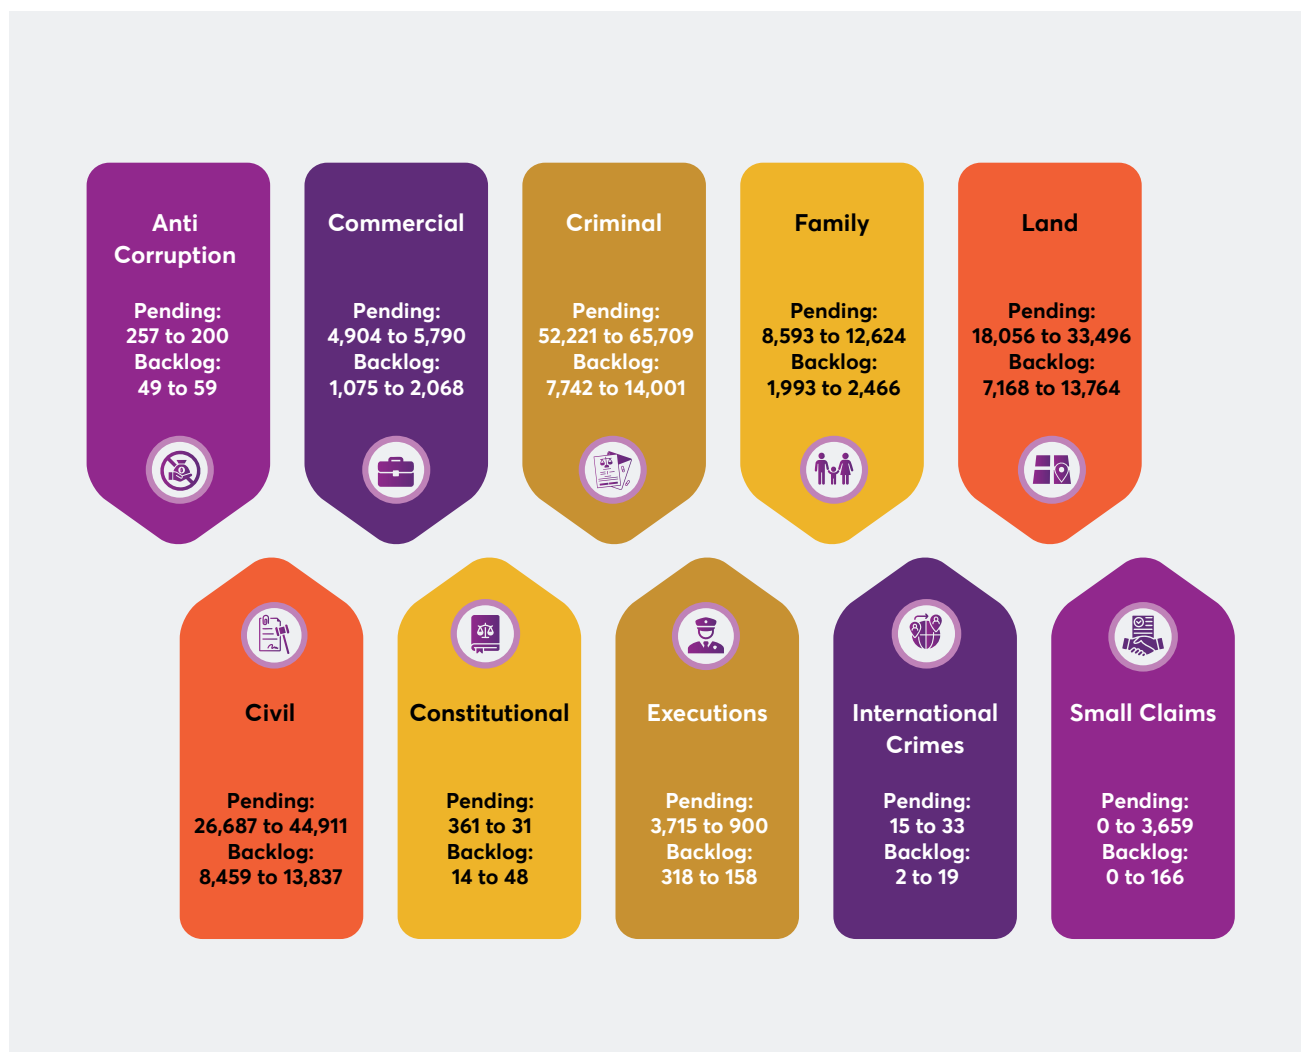 Anti
Corruption
Pending:
257 to 200
Backlog:
49 to 59
Commercial
Pending:
4,904 to 5,790
Backlog:
1,075 to 2,068
Criminal
Pending:
52,221 to 65,709
Backlog:
7,742 to 14,001
Family
Pending:
8,593 to 12,624
Backlog:
1,993 to 2,466
Land
Pending:
18,056 to 33,496
Backlog:
7,168 to 13,764
Civil
Pending:
26,687 to 44,911
Backlog:
8,459 to 13,837
Constitutional
Pending:
361 to 31
Backlog:
14 to 48
Executions
Pending:
3,715 to 900
Backlog:
318 to 158
International
Crimes
Pending:
15 to 33
Backlog:
2 to 19
Small Claims
Pending:
0 to 3,659
Backlog:
0 to 166